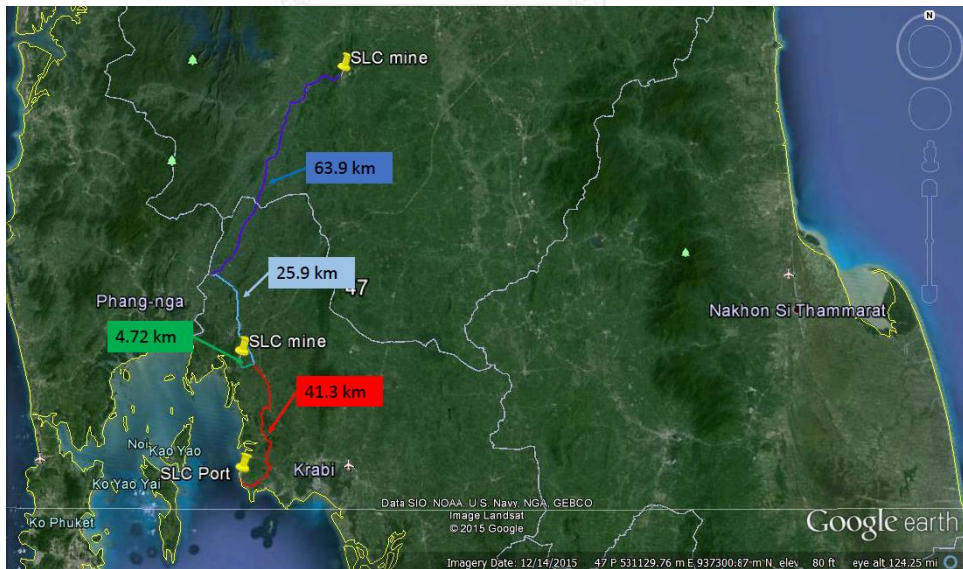 N
SLC mine
63.9 km
25.9 km
47
Phang-nga
Nakhon Si Thammarat
4.72 km
SLC mine
41.3 km
Noi
Kao Yao
SLC Port
Krabi
Ko Yao Yai
Data SIO, NOAA, U.S. Navy, NGA, GEBCO
Image Landsat
© 2015 Google
Ko Phuket
Google earth
Imagery Date: 12/14/2015 47 P 531129.76 m E 937300.87 m N elev 80 ft eye alt 124.25 mi